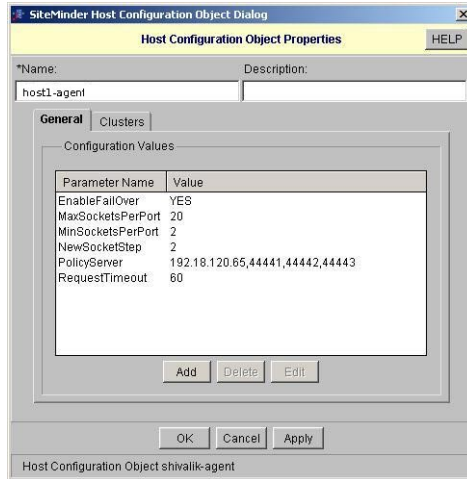 SiteMinder Host Configuration Object Dialog
Host Configuration Object Properties HELP
*Name: Description:
host1-agent
General Clusters
Configuration Values
Parameter Name Value
EnableFailOver YES
MaxSocketsPerPort 20
MinSocketsPerPort 2
NewSocketStep 2
PolicyServer 192.18.120.65,44441,44442,44443
RequestTimeout 60
Add Delete Edit
OK Cancel Apply
Host Configuration Object shivalik-agent